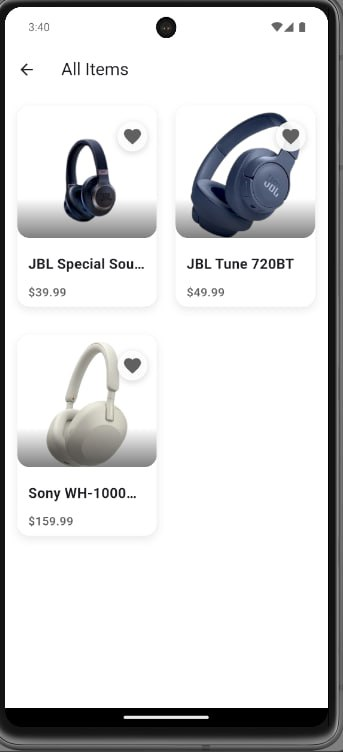 3:40
All Items
JBL
JBL Special Sou...
JBL Tune 720BT
$39.99
$49.99
Sony WH-1000...
$159.99